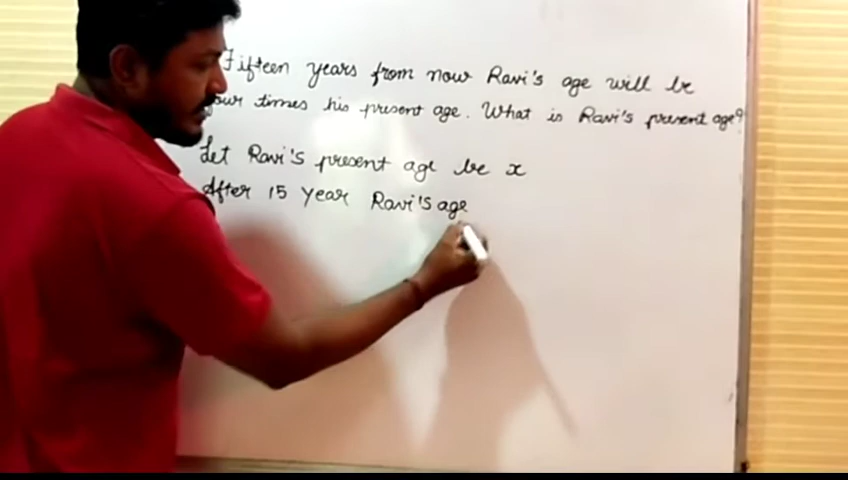 Fifteen years from now Ravi's age will be
our times his present age. What is Ravi's present age?
Let Ravi's present age be x
After 15 Year Ravi's age